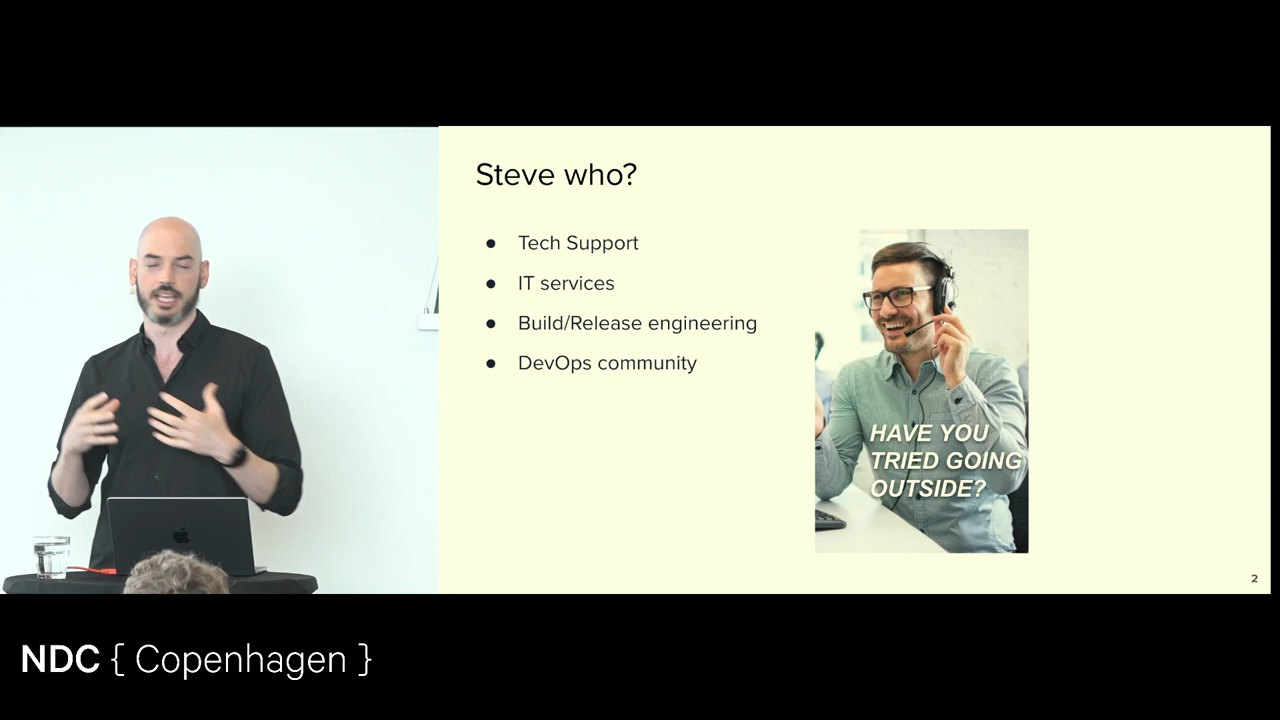 Steve who?
● Tech Support
● IT services
● Build/Release engineering
● DevOps community
HAVE YOU
TRIED GOING
OUTSIDE?
2
NDC { Copenhagen }